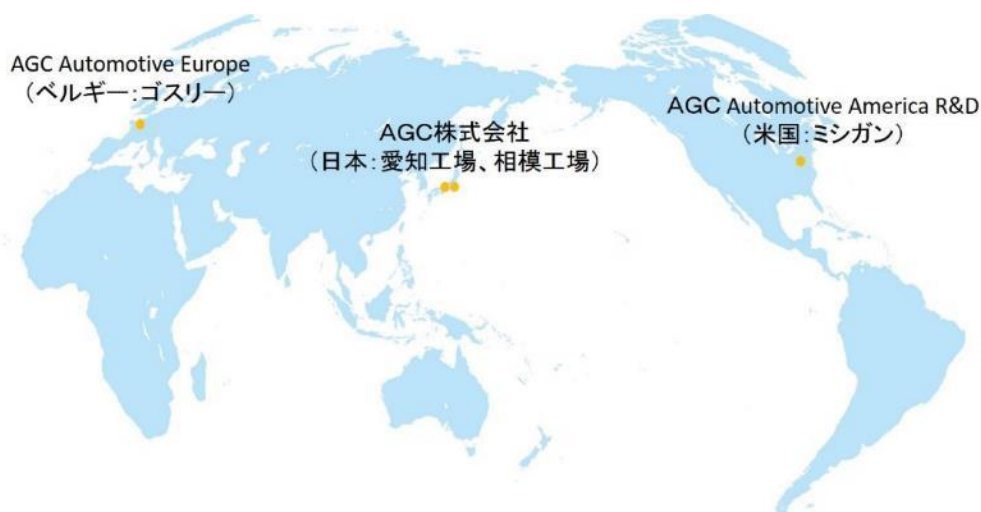 AGC Automotive Europe
（ベルギー：ゴスリー）
AGC株式会社
（日本：愛知工場、相模工場）
AGC Automotive America R&D
（米国：ミシガン）